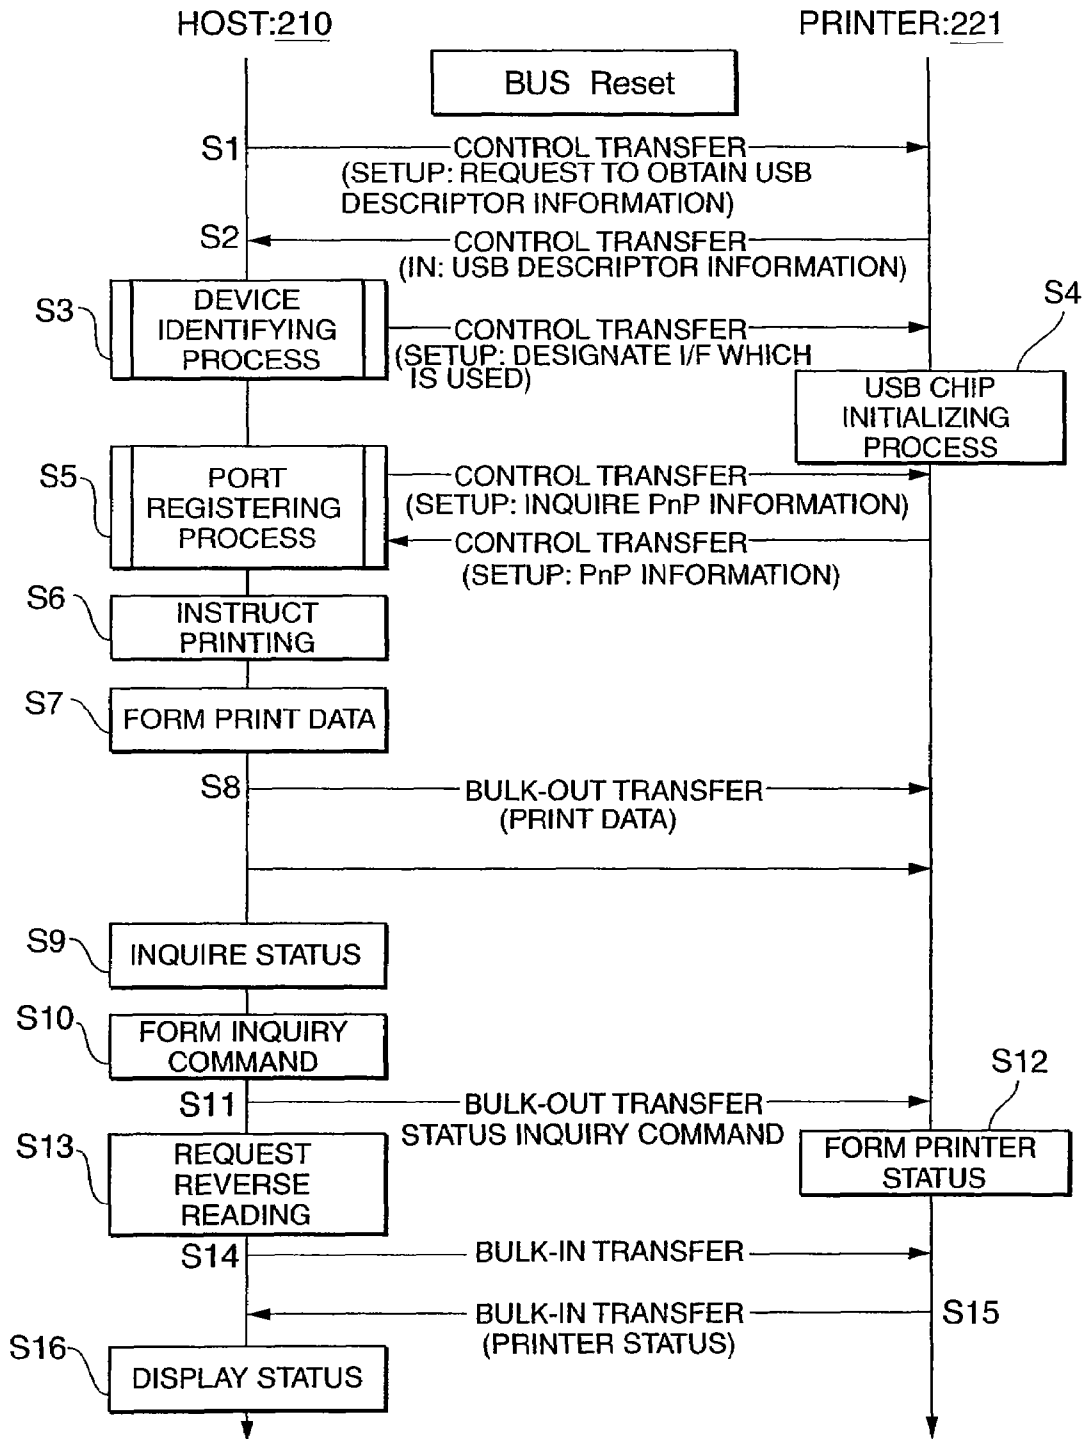 HOST:210
PRINTER:221
BUS Reset
S1
CONTROL TRANSFER
(SETUP: REQUEST TO OBTAIN USB
DESCRIPTOR INFORMATION)
S2
CONTROL TRANSFER
(IN: USB DESCRIPTOR INFORMATION)
S3
DEVICE
IDENTIFYING
PROCESS
CONTROL TRANSFER
(SETUP: DESIGNATE I/F WHICH
IS USED)
S4
USB CHIP
INITIALIZING
PROCESS
S5
PORT
REGISTERING
PROCESS
CONTROL TRANSFER
(SETUP: INQUIRE PnP INFORMATION)
CONTROL TRANSFER
(SETUP: PnP INFORMATION)
S6
INSTRUCT
PRINTING
S7
FORM PRINT DATA
S8
BULK-OUT TRANSFER
(PRINT DATA)
S9
INQUIRE STATUS
S10
FORM INQUIRY
COMMAND
S11
BULK-OUT TRANSFER
STATUS INQUIRY COMMAND
S12
FORM PRINTER
STATUS
S13
REQUEST
REVERSE
READING
S14
BULK-IN TRANSFER
BULK-IN TRANSFER
(PRINTER STATUS)
S15
S16
DISPLAY STATUS